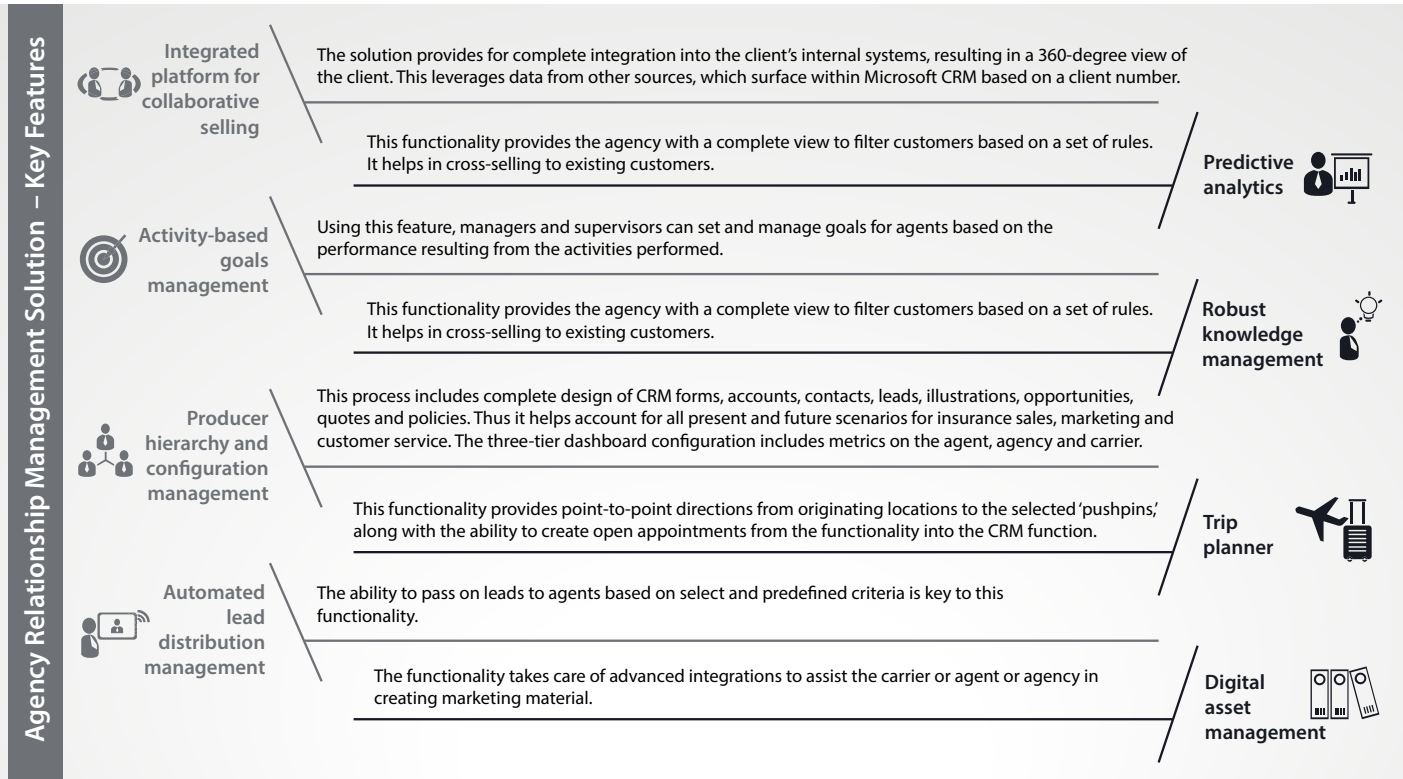 Agency Relationship Management Solution – Key Features
Integrated
platform for
collaborative
selling
The solution provides for complete integration into the client’s internal systems, resulting in a 360-degree view of
the client. This leverages data from other sources, which surface within Microsoft CRM based on a client number.
This functionality provides the agency with a complete view to filter customers based on a set of rules.
It helps in cross-selling to existing customers.
Predictive
analytics
Activity-based
goals
management
Using this feature, managers and supervisors can set and manage goals for agents based on the
performance resulting from the activities performed.
This functionality provides the agency with a complete view to filter customers based on a set of rules.
It helps in cross-selling to existing customers.
Robust
knowledge
management
Producer
hierarchy and
configuration
management
This process includes complete design of CRM forms, accounts, contacts, leads, illustrations, opportunities,
quotes and policies. Thus it helps account for all present and future scenarios for insurance sales, marketing and
customer service. The three-tier dashboard configuration includes metrics on the agent, agency and carrier.
This functionality provides point-to-point directions from originating locations to the selected ‘pushpins,’
along with the ability to create open appointments from the functionality into the CRM function.
Trip
planner
Automated
lead
distribution
management
The ability to pass on leads to agents based on select and predefined criteria is key to this
functionality.
The functionality takes care of advanced integrations to assist the carrier or agent or agency in
creating marketing material.
Digital
asset
management